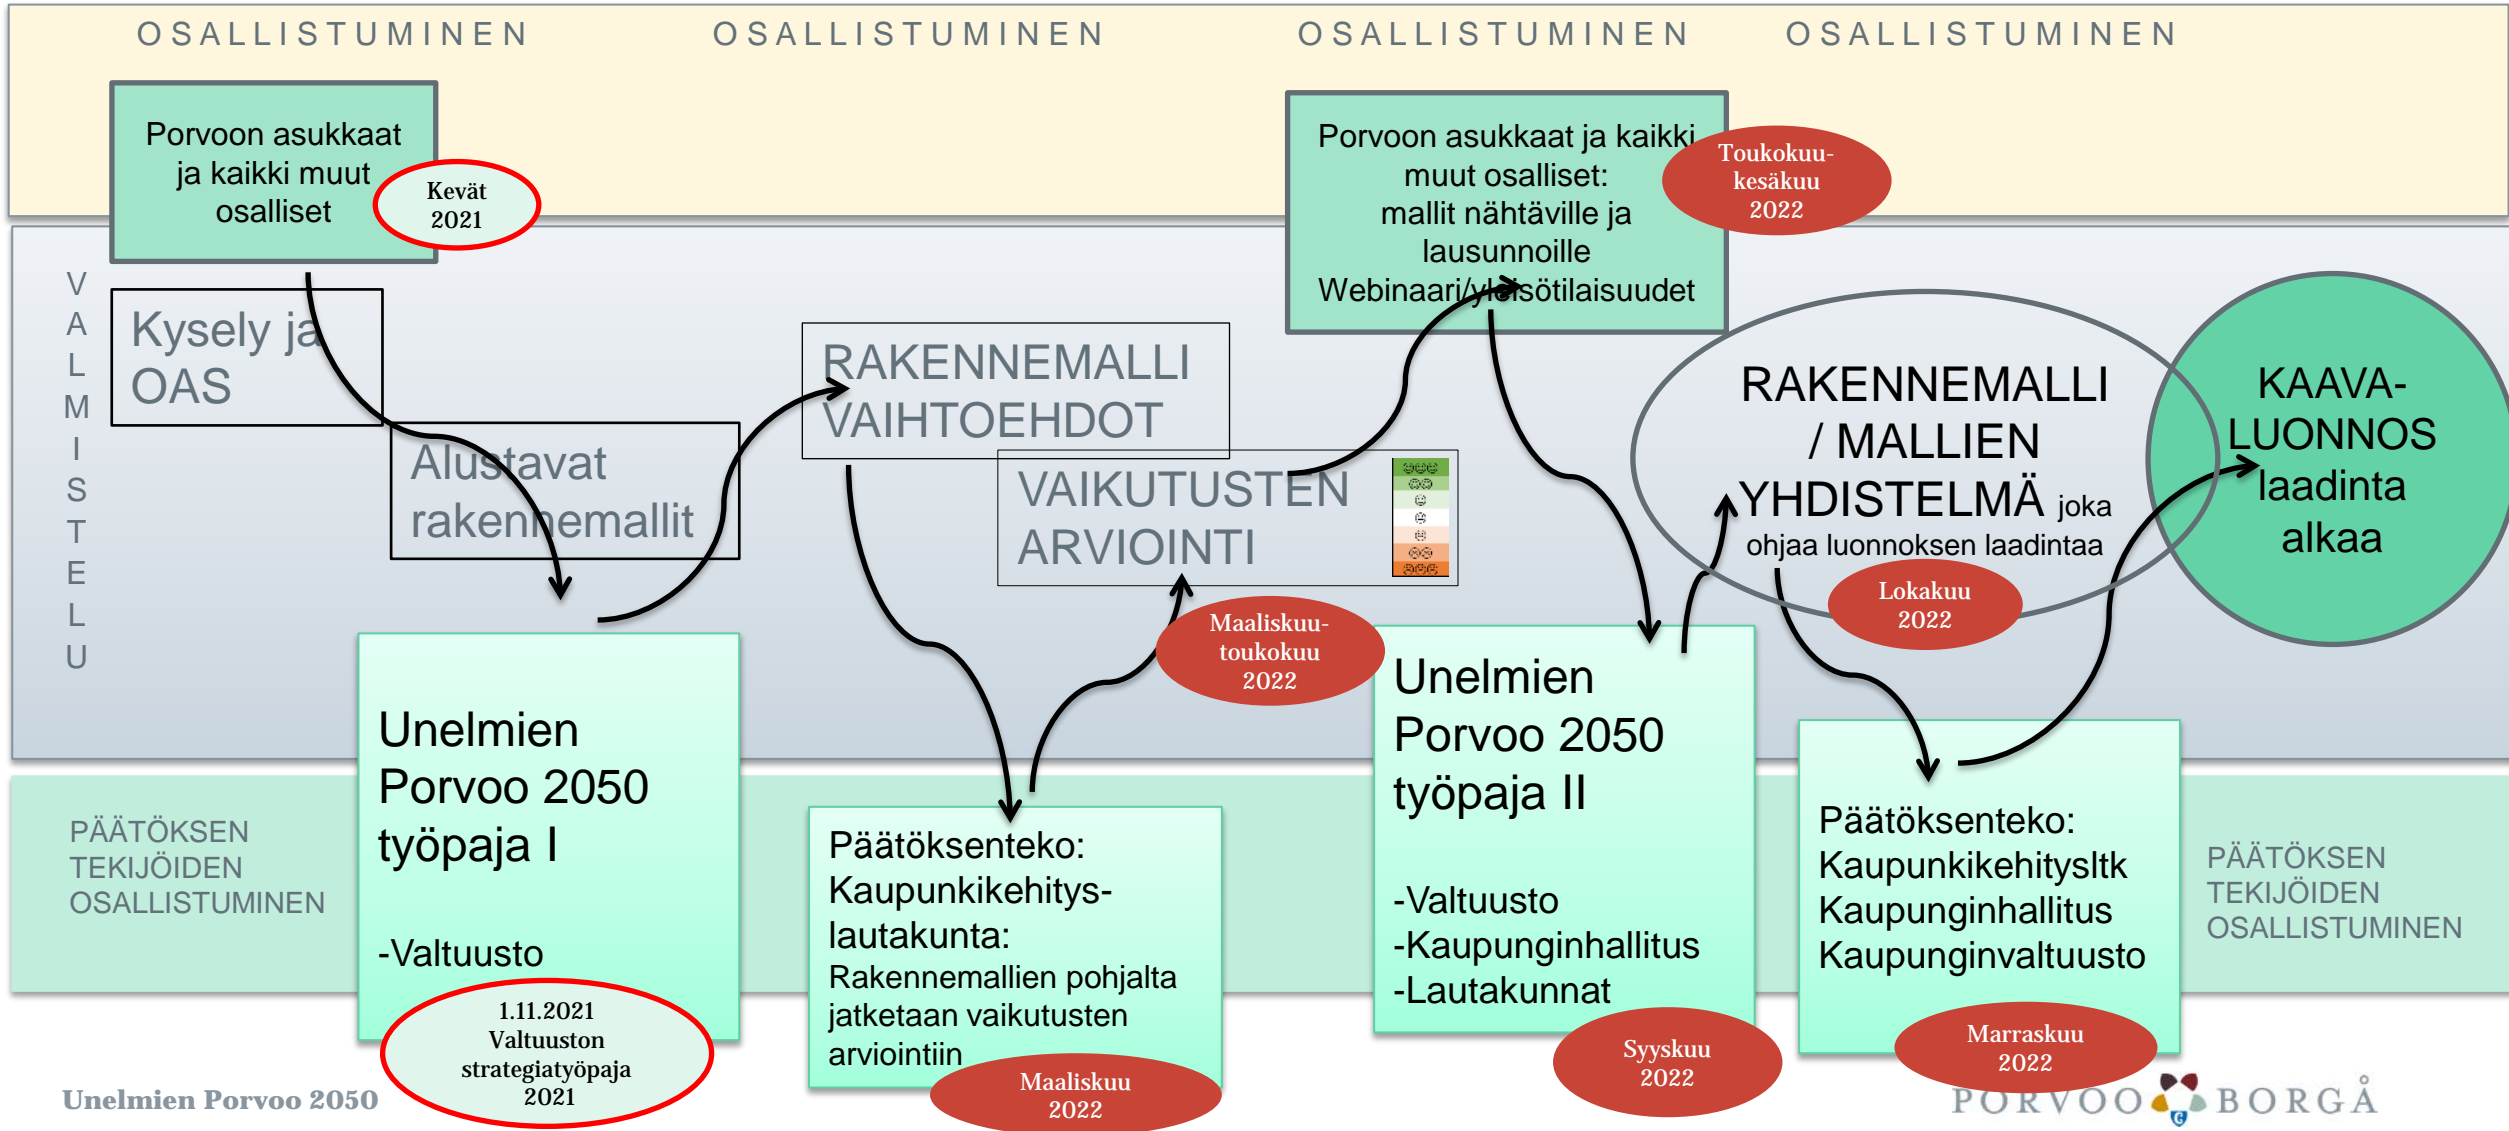 OSALLISTUMINEN
OSALLISTUMINEN
OSALLISTUMINEN
OSALLISTUMINEN
Porvoon asukkaat
ja kaikki muut
osalliset
Kevät
2021
Porvoon asukkaat ja kaikki
muut osalliset:
mallit nähtäville ja
lausunnoille
Webinaari/yleisötilaisuudet
Toukokuu-
kesäkuu
2022
VALMISTELU
Kysely ja
OAS
Alustavat
rakennemallit
RAKENNEMALLI
VAIHTOEHDOT
VAIKUTUSTEN
ARVIOINTI
Maaliskuu-
toukokuu
2022
RAKENNEMALLI
/ MALLIEN
YHDISTELMÄ joka
ohjaa luonnoksen laadintaa
Lokakuu
2022
KAAVA-
LUONNOS
laadinta
alkaa
PÄÄTÖKSEN
TEKIJÖIDEN
OSALLISTUMINEN
Unelmien
Porvoo 2050
työpaja I
-Valtuusto
1.11.2021
Valtuuston
strategiatyöpaja
2021
Päätöksenteko:
Kaupunkikehitys-
lautakunta:
Rakennemallien pohjalta
jatketaan vaikutusten
arviointiin
Maaliskuu
2022
Unelmien
Porvoo 2050
työpaja II
-Valtuusto
-Kaupunginhallitus
-Lautakunnat
Syyskuu
2022
Päätöksenteko:
Kaupunkikehitysltk
Kaupunginhallitus
Kaupunginvaltuusto
Marraskuu
2022
PÄÄTÖKSEN
TEKIJÖIDEN
OSALLISTUMINEN
Unelmien Porvoo 2050
PORVOO BORGÅ